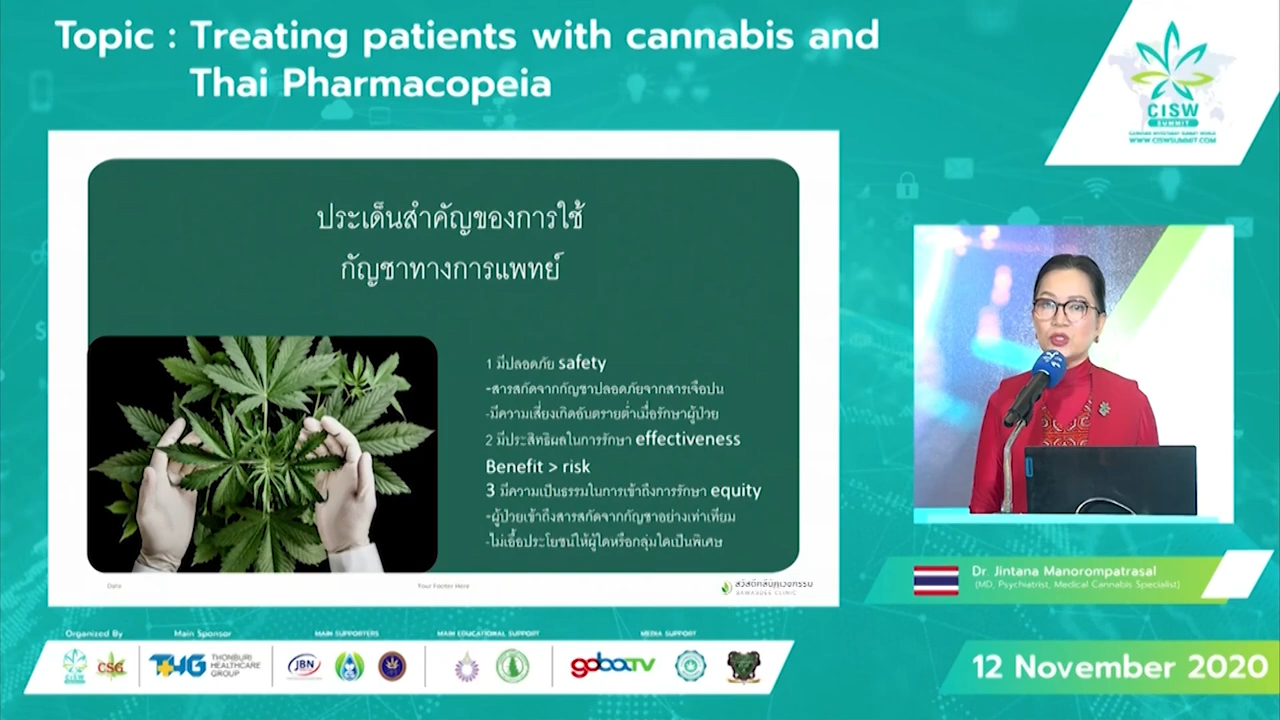 Topic : Treating patients with cannabis and
Thai Pharmacopeia
CISW
SUMMIT
CANNABIS INVESTMENT SUMMIT WORLD
WWW.CISWSUMMIT.COM
ประเด็นสำคัญของการใช้
กัญชาทางการแพทย์
1 มีปลอดภัย safety
-สารสกัดจากกัญชาปลอดภัยจากสารเจือปน
-มีความเสี่ยงเกิดอันตรายต่ำเมื่อรักษาผู้ป่วย
2 มีประสิทธิผลในการรักษา effectiveness
Benefit > risk
3 มีความเป็นธรรมในการเข้าถึงการรักษา equity
-ผู้ป่วยเข้าถึงสารสกัดจากกัญชาอย่างเท่าเทียม
-ไม่เอื้อประโยชน์ให้ผู้ใดหรือกลุ่มใดเป็นพิเศษ
Date
Your Footer Here
SAWASDEE CLINIC
Dr. Jintana Manorompatrasal
(MD, Psychiatrist, Medical Cannabis Specialist)
Organized By
Main Sponsor
MAIN SUPPORTERS
MAIN EDUCATIONAL SUPPORT
MEDIA SUPPORT
CISW
CSG
THG
THONBURI
HEALTHCARE
GROUP
JBN
12 November 2020